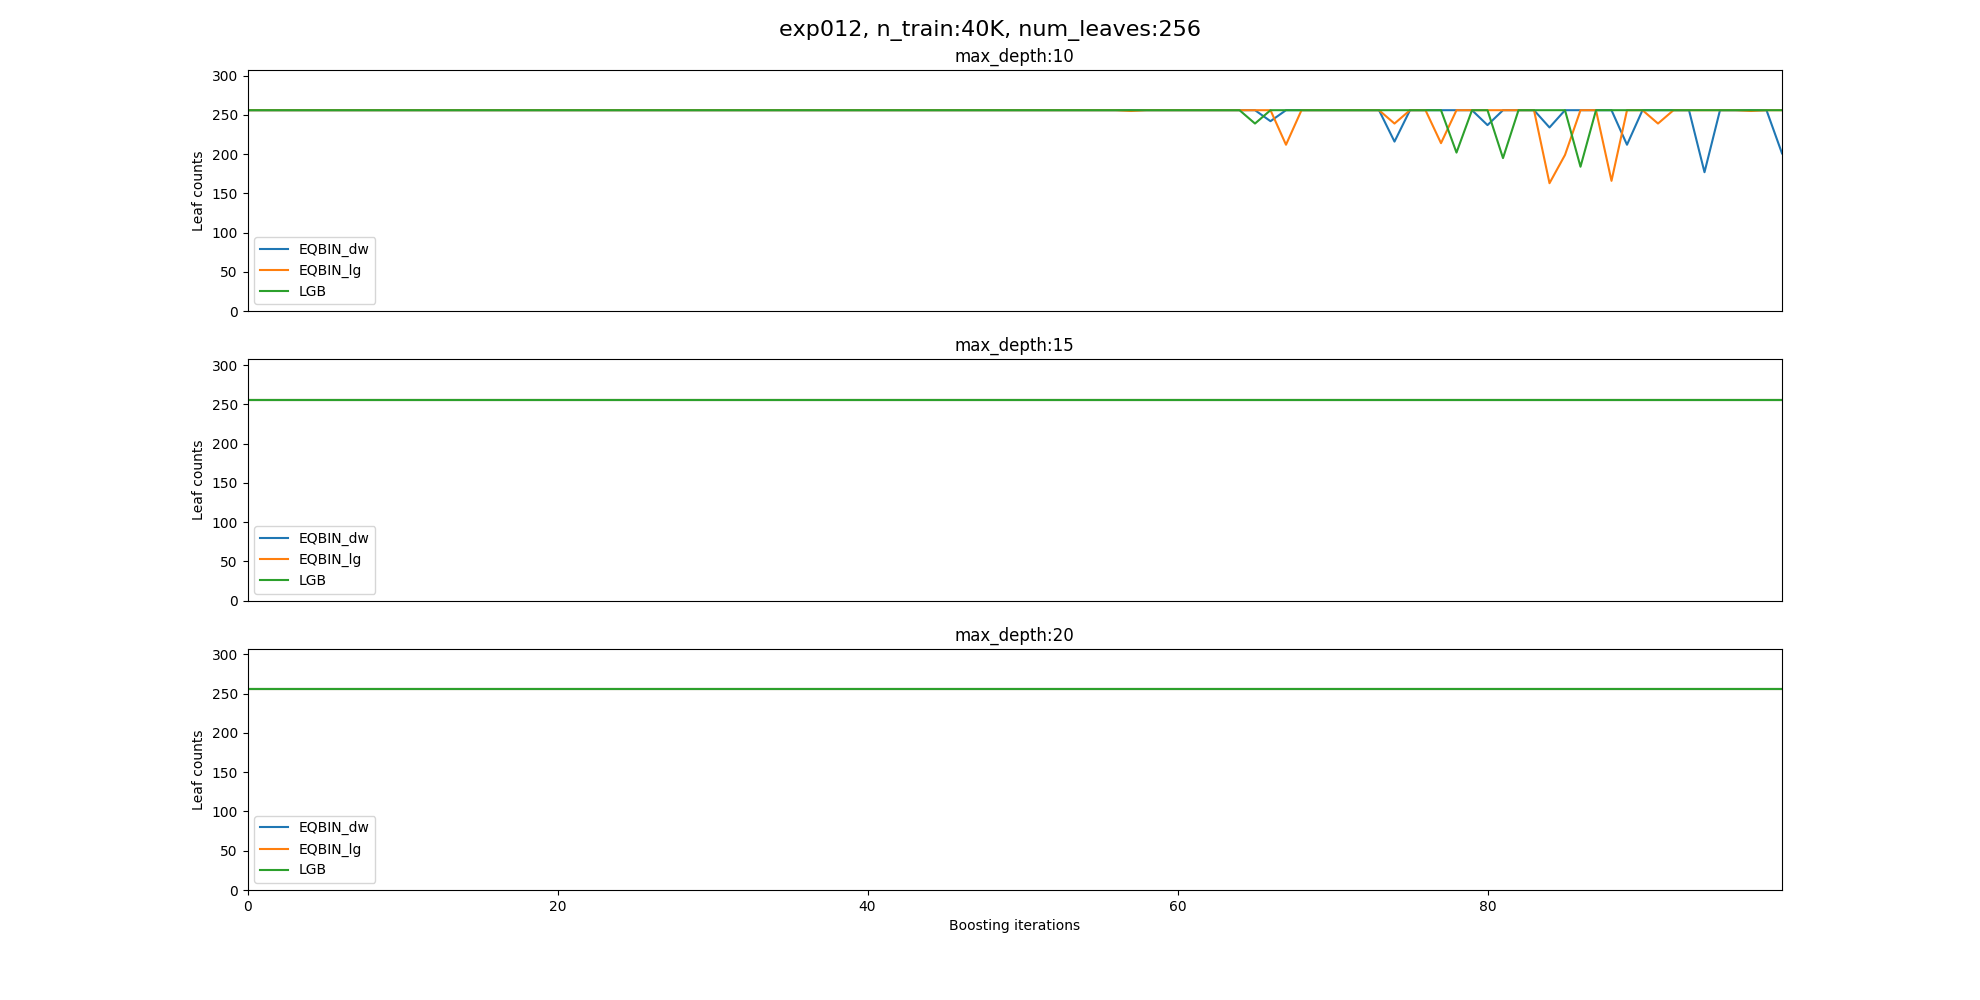 exp012, n_train:40K, num_leaves:256
max_depth:10
300
250
200
150
100
50
0
Leaf counts
EQBIN_dw
EQBIN_lg
LGB
max_depth:15
300
250
200
150
100
50
0
Leaf counts
EQBIN_dw
EQBIN_lg
LGB
max_depth:20
300
250
200
150
100
50
0
Leaf counts
EQBIN_dw
EQBIN_lg
LGB
0 20 40 60 80
Boosting iterations